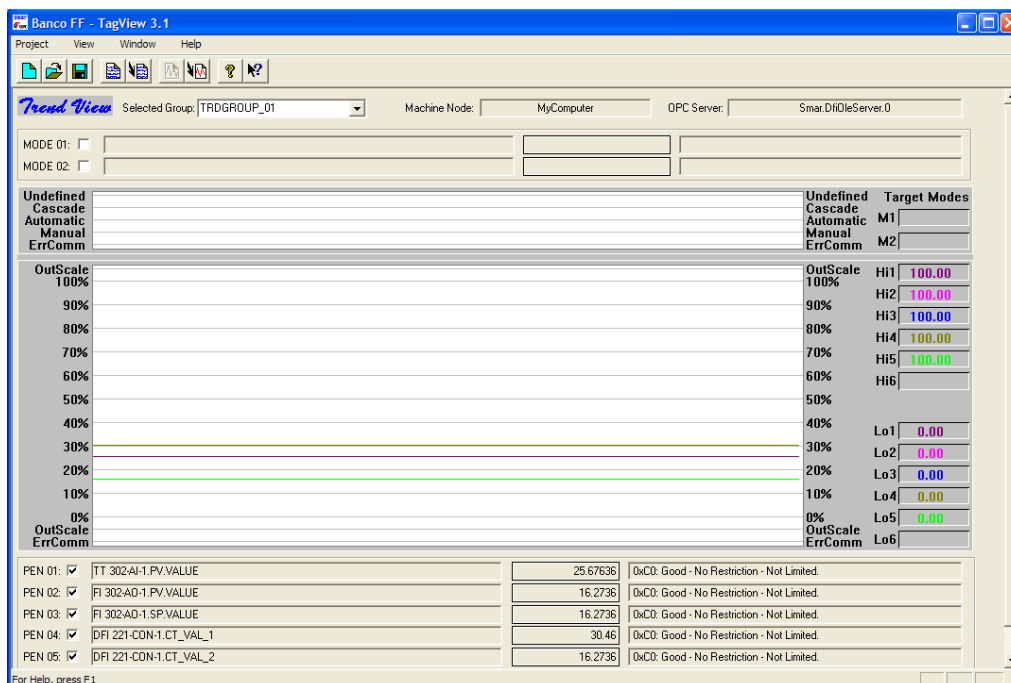 Banco FF - TagView 3.1
Project View Window Help
Trend View Selected Group: TRDGROUP_01 Machine Node: MyComputer OPC Server: Smar.DfiOleServer.0
MODE 01:
MODE 02:
Undefined Undefined Target Modes
Cascade Cascade
Automatic Automatic M1
Manual Manual
ErrComm ErrComm M2
OutScale OutScale Hi1 100.00
100% 100%
Hi2 100.00
90% 90%
Hi3 100.00
80% 80%
Hi4 100.00
70% 70%
Hi5 100.00
60% 60% Hi6
50% 50%
40% 40%
Lo1 0.00
30% 30%
Lo2 0.00
20% 20% Lo3 0.00
10% 10% Lo4 0.00
0% 0% Lo5 0.00
OutScale OutScale
ErrComm ErrComm Lo6
PEN 01: TT 302-AI-1.PV.VALUE 25.67636 0xC0: Good - No Restriction - Not Limited.
PEN 02: FI 302-AO-1.PV.VALUE 16.2736 0xC0: Good - No Restriction - Not Limited.
PEN 03: FI 302-AO-1.SP.VALUE 16.2736 0xC0: Good - No Restriction - Not Limited.
PEN 04: DFI 221-CON-1.CT_VAL_1 30.46 0xC0: Good - No Restriction - Not Limited.
PEN 05: DFI 221-CON-1.CT_VAL_2 16.2736 0xC0: Good - No Restriction - Not Limited.
For Help, press F1